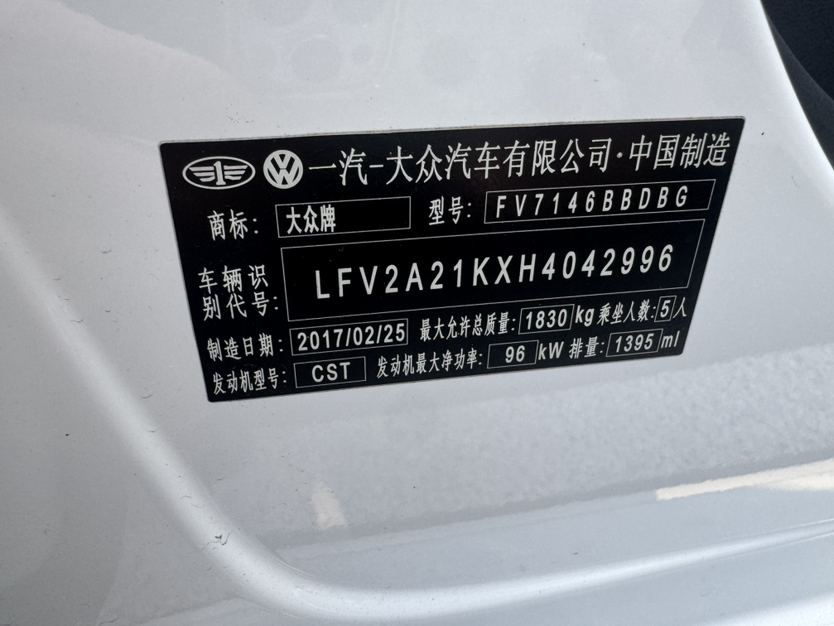 一汽-大众汽车有限公司·中国制造
商标: 大众牌 型号: FV7146BBDBG
车辆识别代号: LFV2A21KXH4042996
制造日期: 2017/02/25 最大允许总质量: 1830 kg 乘坐人数: 5 人
发动机型号: CST 发动机最大净功率: 96 kW 排量: 1395 ml